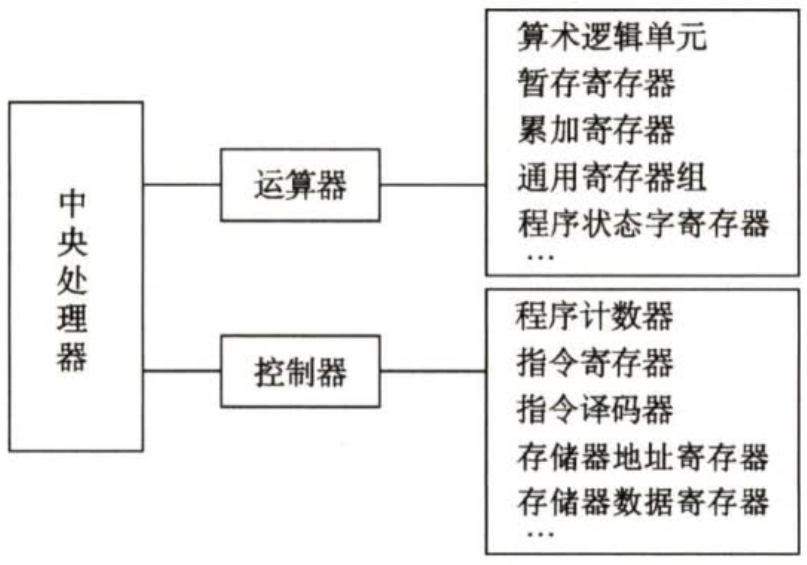 中央处理器
运算器
算术逻辑单元
暂存寄存器
累加寄存器
通用寄存器组
程序状态字寄存器
…
控制器
程序计数器
指令寄存器
指令译码器
存储器地址寄存器
存储器数据寄存器
…